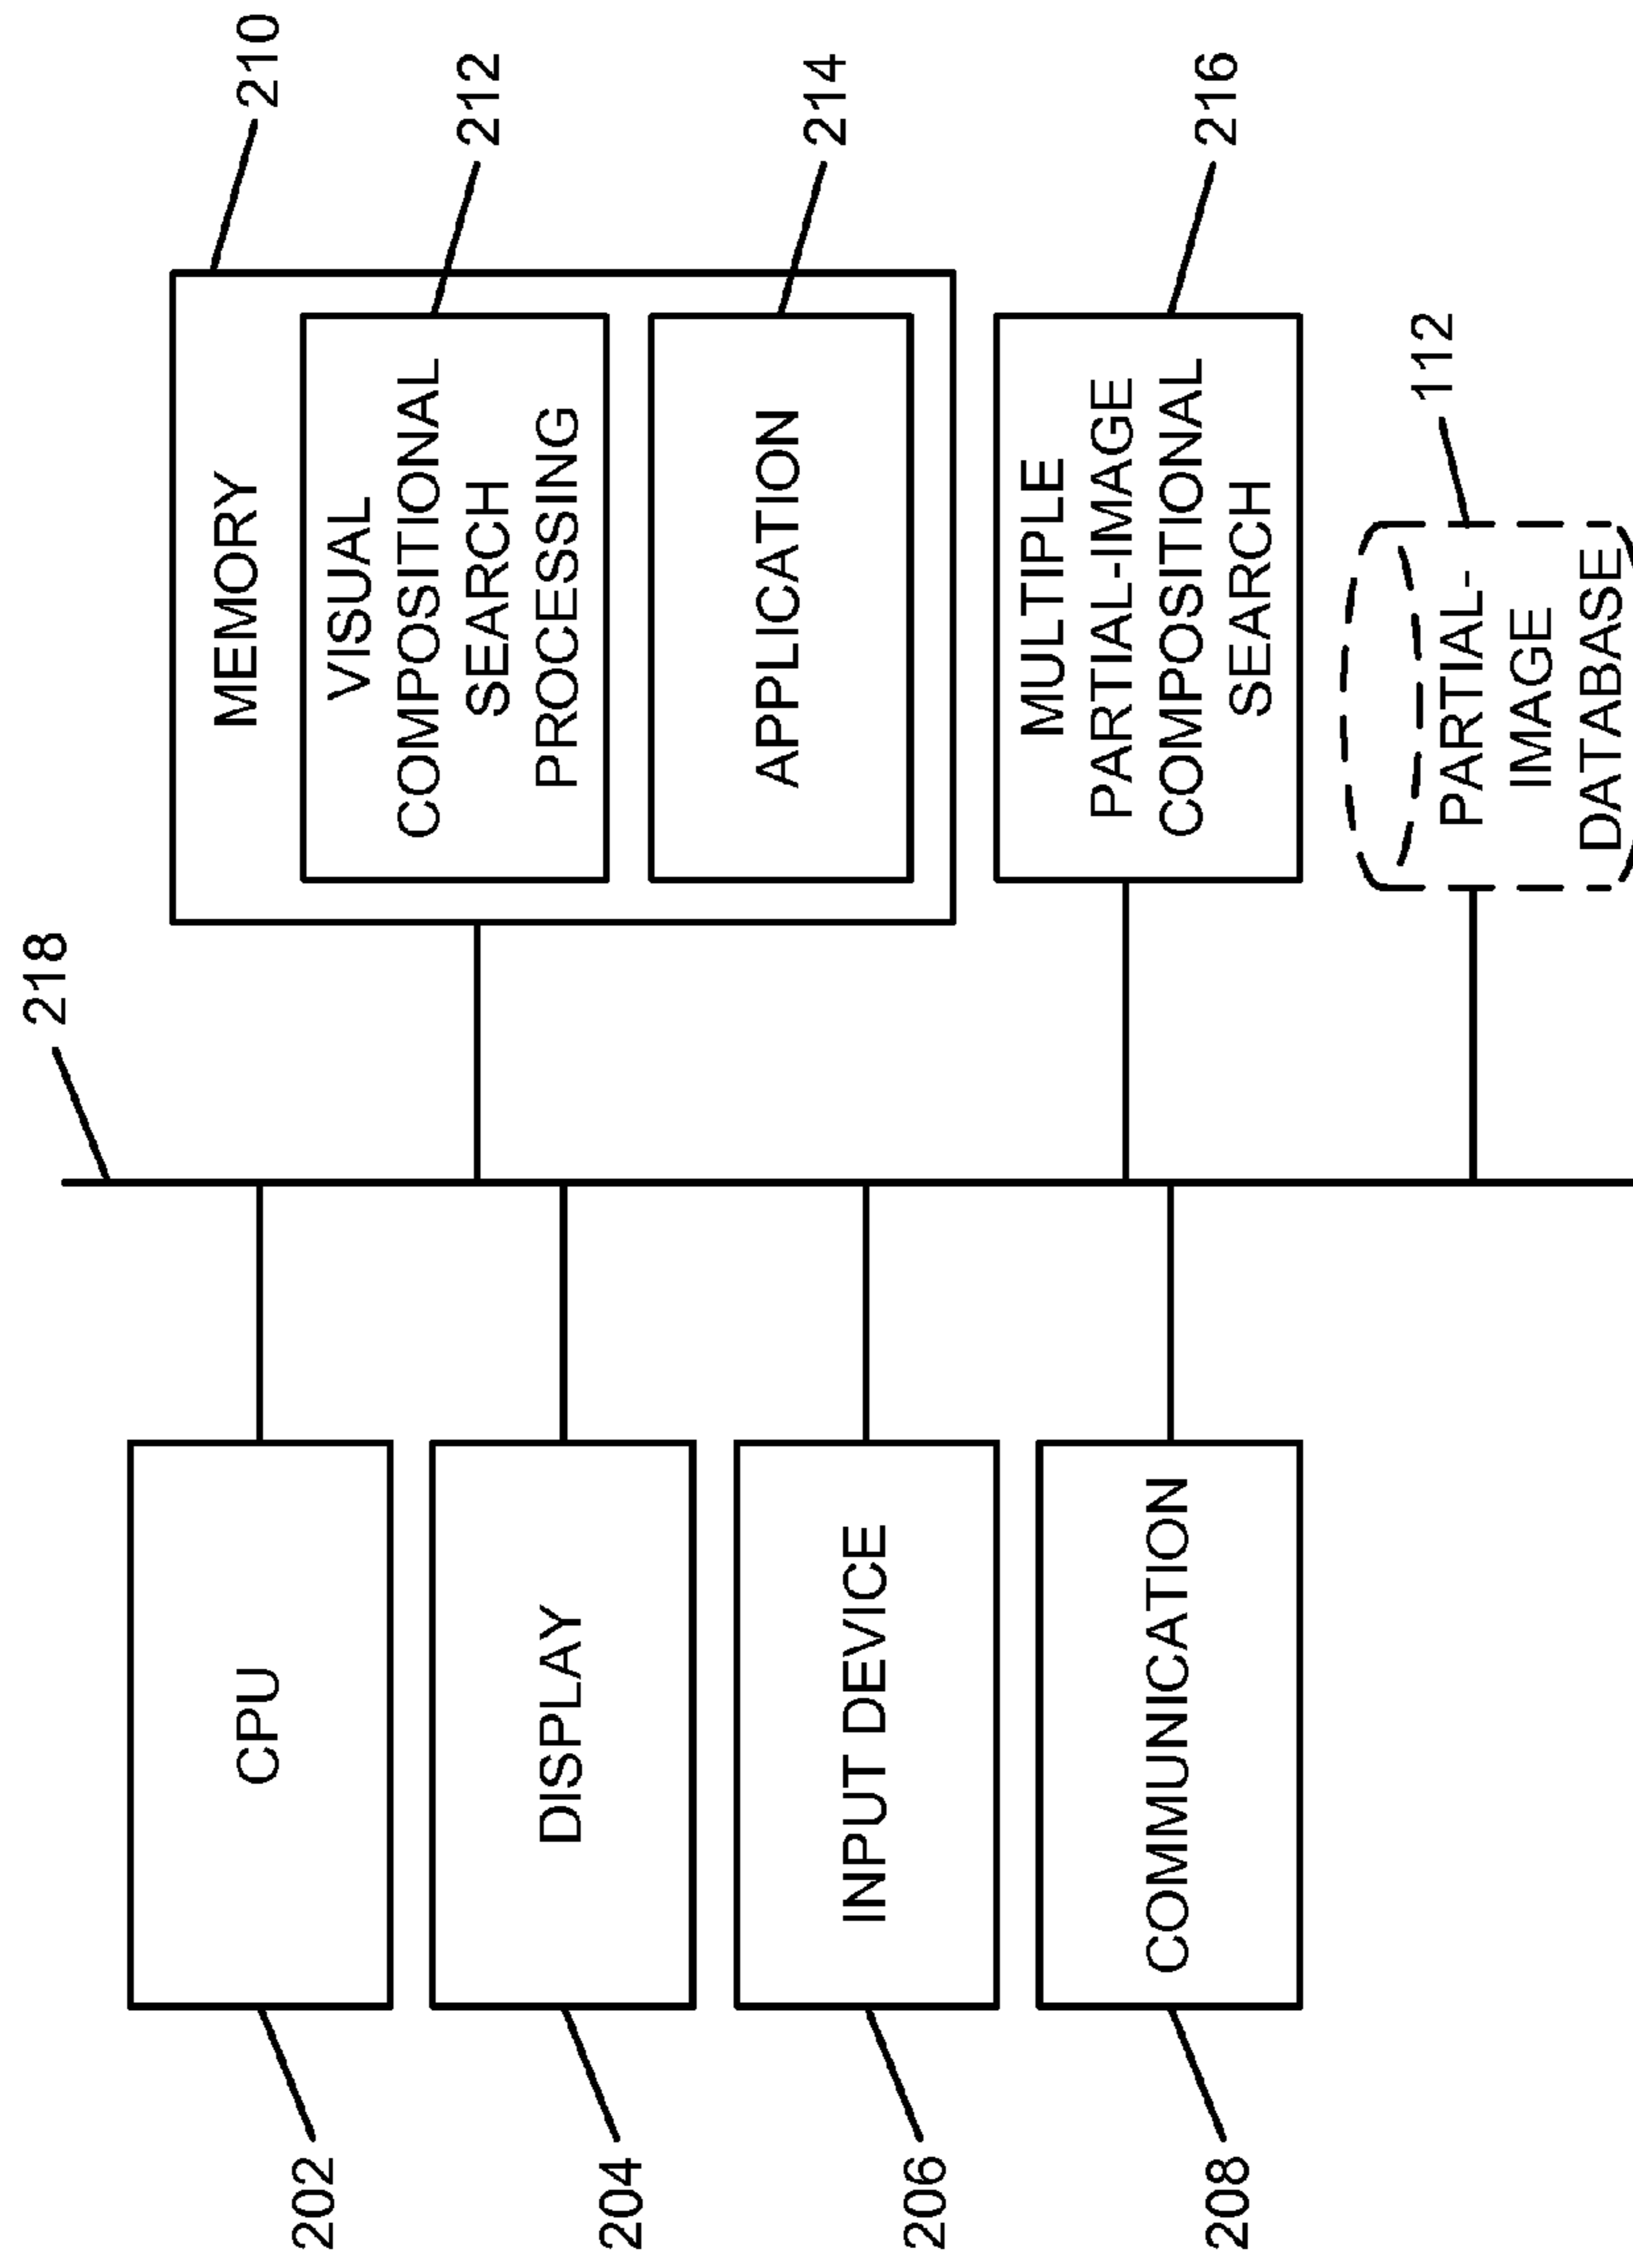 218
202
CPU
204
DISPLAY
206
INPUT DEVICE
208
COMMUNICATION
210
MEMORY
212
VISUAL
COMPOSITIONAL
SEARCH
PROCESSING
214
APPLICATION
216
MULTIPLE
PARTIAL-IMAGE
COMPOSITIONAL
SEARCH
112
PARTIAL-
IMAGE
DATABASE